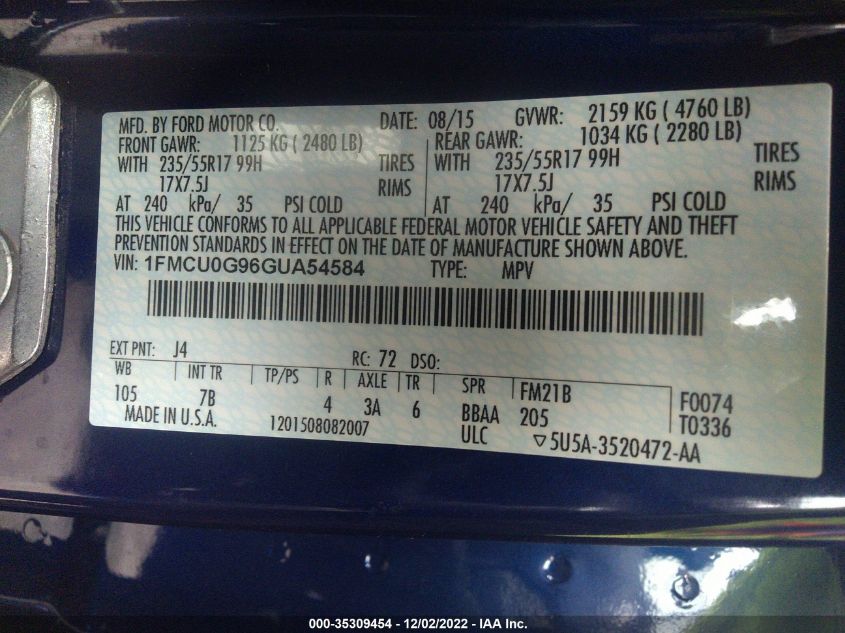 MFD. BY FORD MOTOR CO. DATE: 08/15 GVWR: 2159 KG ( 4760 LB)
FRONT GAWR: 1125 KG ( 2480 LB) REAR GAWR: 1034 KG ( 2280 LB)
WITH 235/55R17 99H TIRES WITH 235/55R17 99H TIRES
17X7.5J RIMS 17X7.5J RIMS
AT 240 kPa/ 35 PSI COLD AT 240 kPa/ 35 PSI COLD
THIS VEHICLE CONFORMS TO ALL APPLICABLE FEDERAL MOTOR VEHICLE SAFETY AND THEFT
PREVENTION STANDARDS IN EFFECT ON THE DATE OF MANUFACTURE SHOWN ABOVE.
VIN: 1FMCU0G96GUA54584 TYPE: MPV
EXT PNT: J4 RC: 72 DSO:
WB INT TR TP/PS R AXLE TR SPR FM21B F0074
105 7B 4 3A 6 BBAA 205 T0336
MADE IN U.S.A. 1201508082007 ULC ▽5U5A-3520472-AA
000-35309454 - 12/02/2022 - IAA Inc.